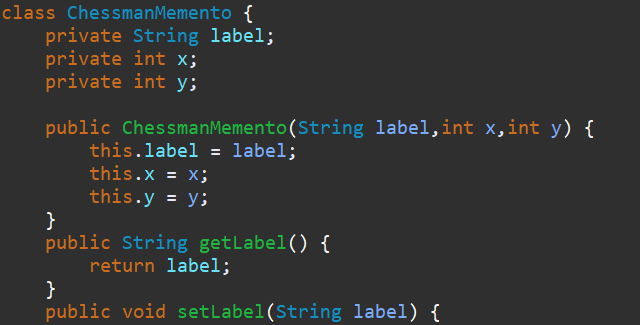 class ChessmanMemento {
    private String label;
    private int x;
    private int y;

    public ChessmanMemento(String label,int x,int y) {
        this.label = label;
        this.x = x;
        this.y = y;
    }
    public String getLabel() {
        return label;
    }
    public void setLabel(String label) {